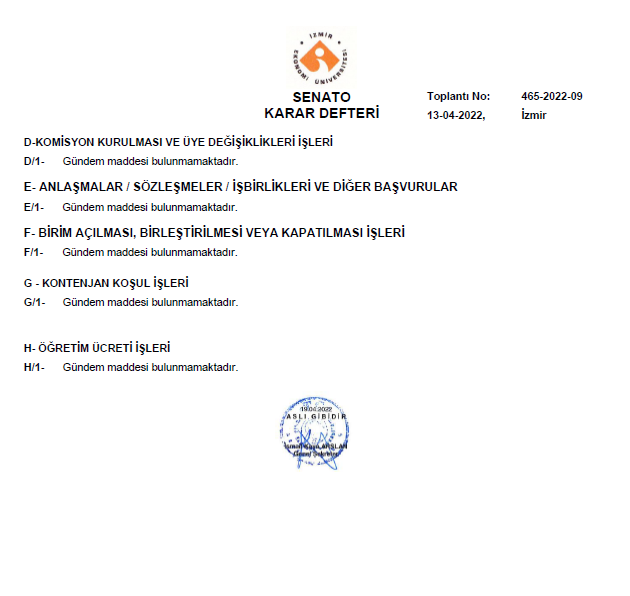 İZMİR
EKONOMİ ÜNİVERSİTESİ
SENATO
KARAR DEFTERİ
Toplantı No: 465-2022-09
13-04-2022, İzmir
D-KOMİSYON KURULMASI VE ÜYE DEĞİŞİKLİKLERİ İŞLERİ
D/1- Gündem maddesi bulunmamaktadır.
E- ANLAŞMALAR / SÖZLEŞMELER / İŞBİRLİKLERİ VE DİĞER BAŞVURULAR
E/1- Gündem maddesi bulunmamaktadır.
F- BİRİM AÇILMASI, BİRLEŞTİRİLMESİ VEYA KAPATILMASI İŞLERİ
F/1- Gündem maddesi bulunmamaktadır.
G - KONTENJAN KOŞUL İŞLERİ
G/1- Gündem maddesi bulunmamaktadır.
H- ÖĞRETİM ÜCRETİ İŞLERİ
H/1- Gündem maddesi bulunmamaktadır.
19.04.2022
ASLI GİBİDİR
ARSLAN
Genel Sekreter